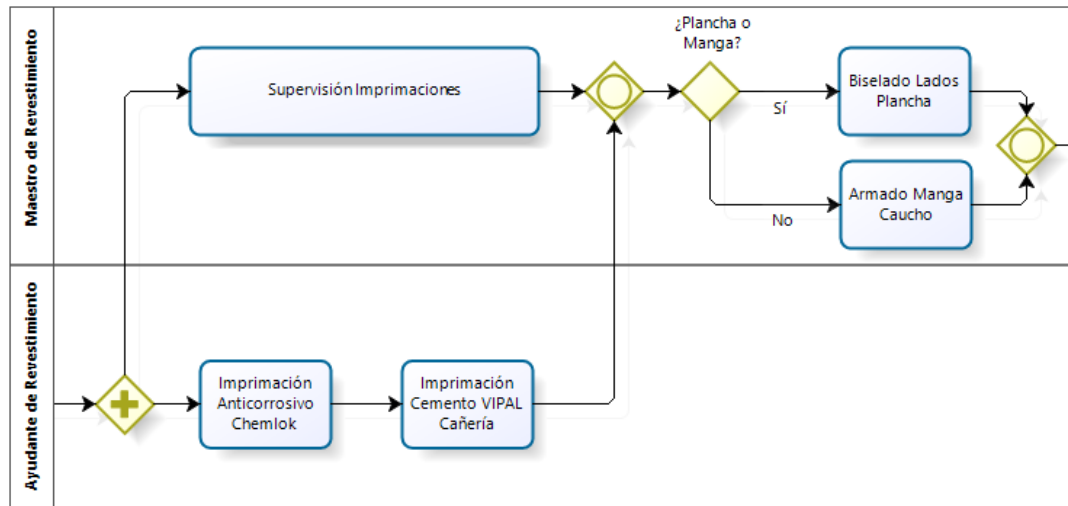 Maestro de Revestimiento
Supervisión Imprimaciones
¿Plancha o
Manga?
Sí
No
Biselado Lados
Plancha
Armado Manga
Caucho
Ayudante de Revestimiento
Imprimación
Anticorrosivo
Chemlok
Imprimación
Cemento VIPAL
Cañería